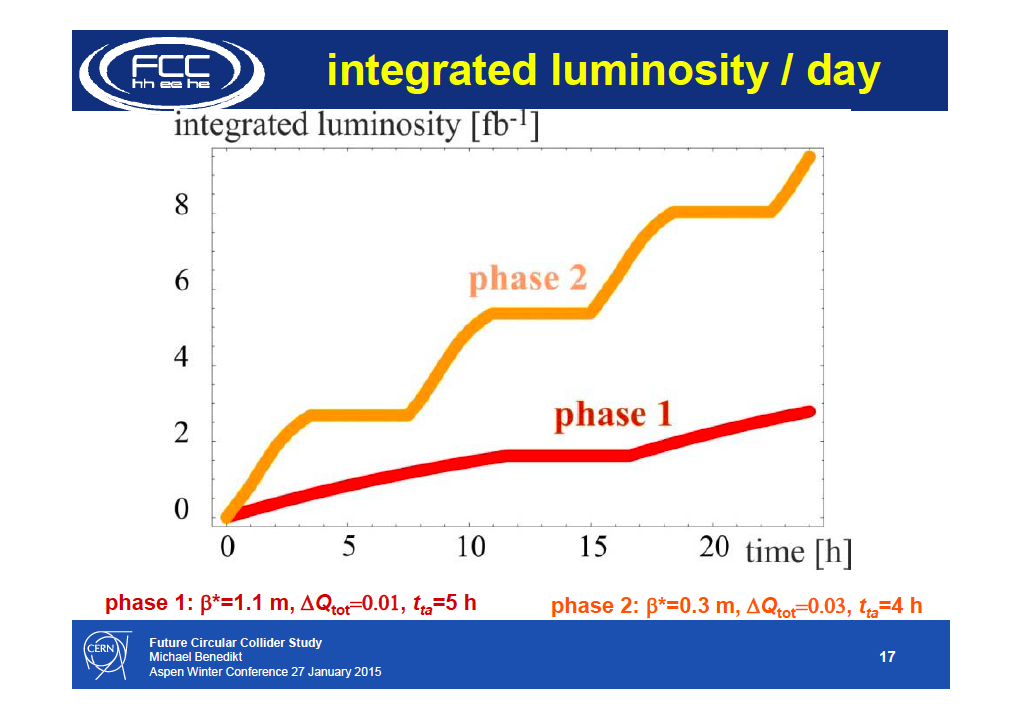 FCC
hh ee he
integrated luminosity / day
integrated luminosity [fb-1]
8
6
4
2
0
phase 2
phase 1
0 5 10 15 20 time [h]
phase 1: β*=1.1 m, ΔQtot=0.01, tta=5 h
phase 2: β*=0.3 m, ΔQtot=0.03, tta=4 h
CERN
Future Circular Collider Study
Michael Benedikt
Aspen Winter Conference 27 January 2015
17